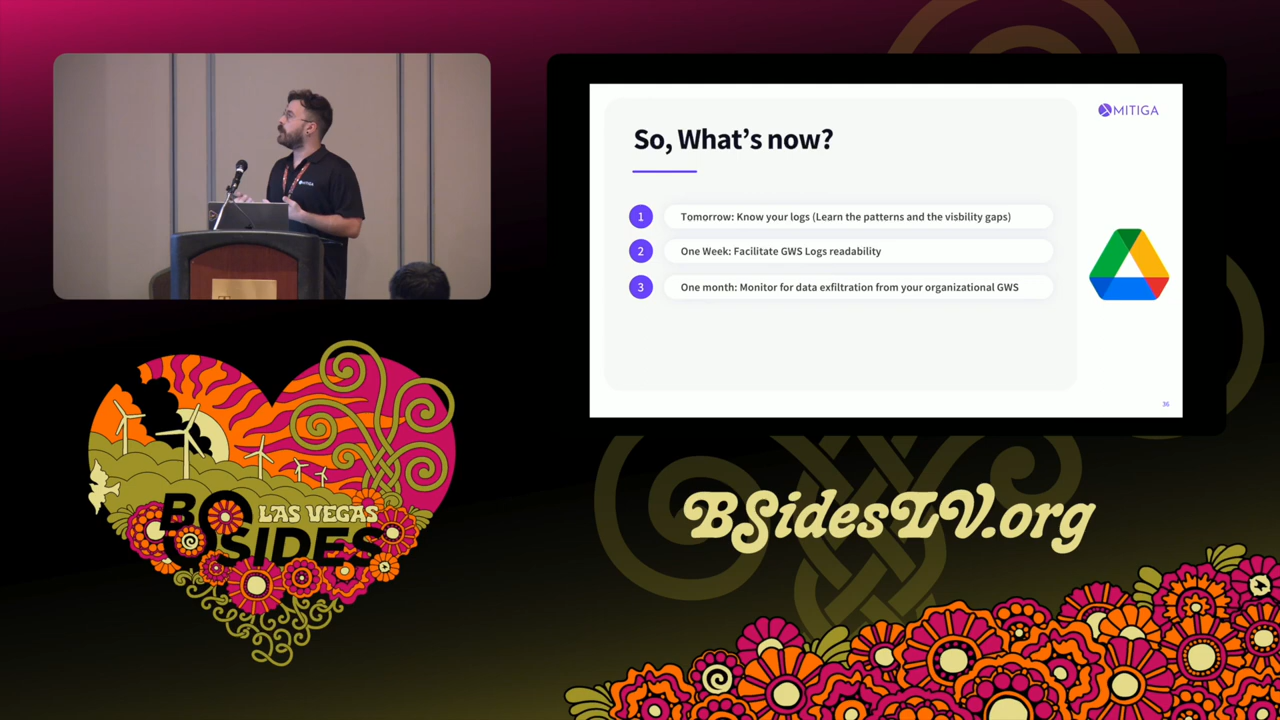 MITIGA
So, What's now?
1 Tomorrow: Know your logs (Learn the patterns and the visbility gaps)
2 One Week: Facilitate GWS Logs readability
3 One month: Monitor for data exfiltration from your organizational GWS
36
MITIGA
LAS VEGAS
BSIDES
BSidesLV.org